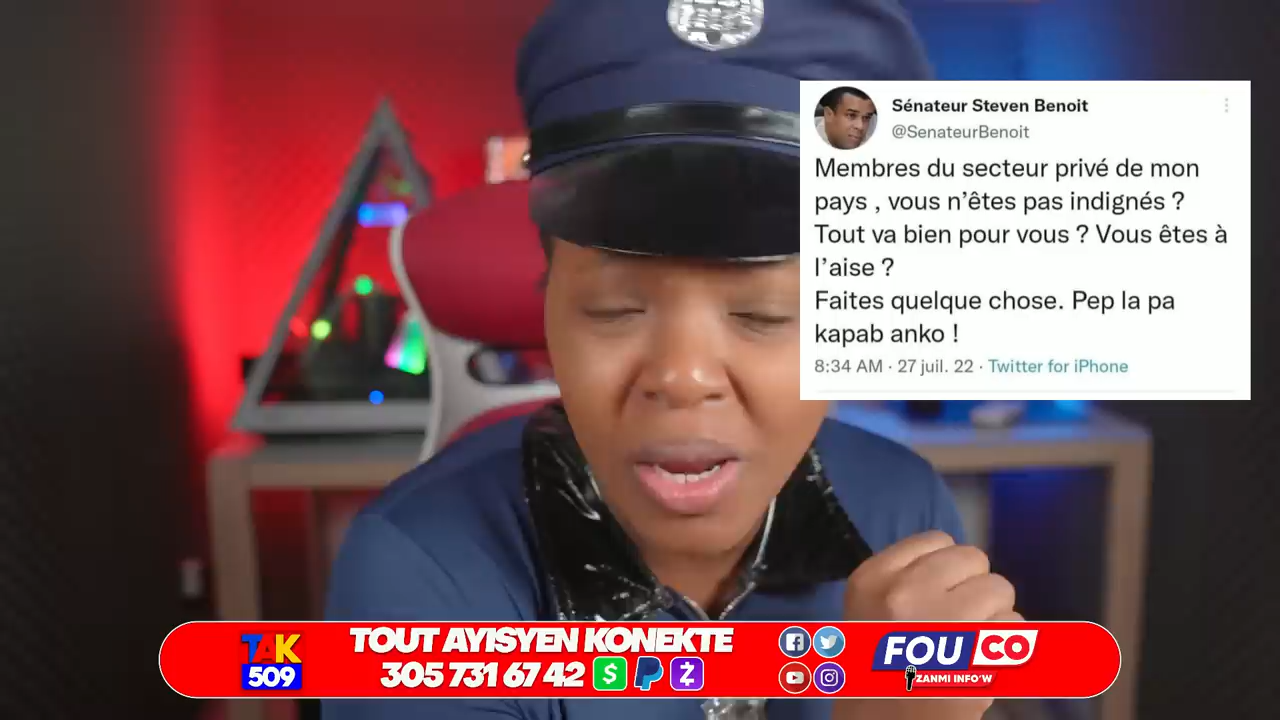 Sénateur Steven Benoit
@SenateurBenoit
Membres du secteur privé de mon
pays , vous n’êtes pas indignés ?
Tout va bien pour vous ? Vous êtes à
l’aise ?
Faites quelque chose. Pep la pa
kapab anko !
8:34 AM · 27 juil. 22 · Twitter for iPhone
TAK
509
TOUT AYISYEN KONEKTE
305 731 67 42
FOUCO
ZANMI INFO'W